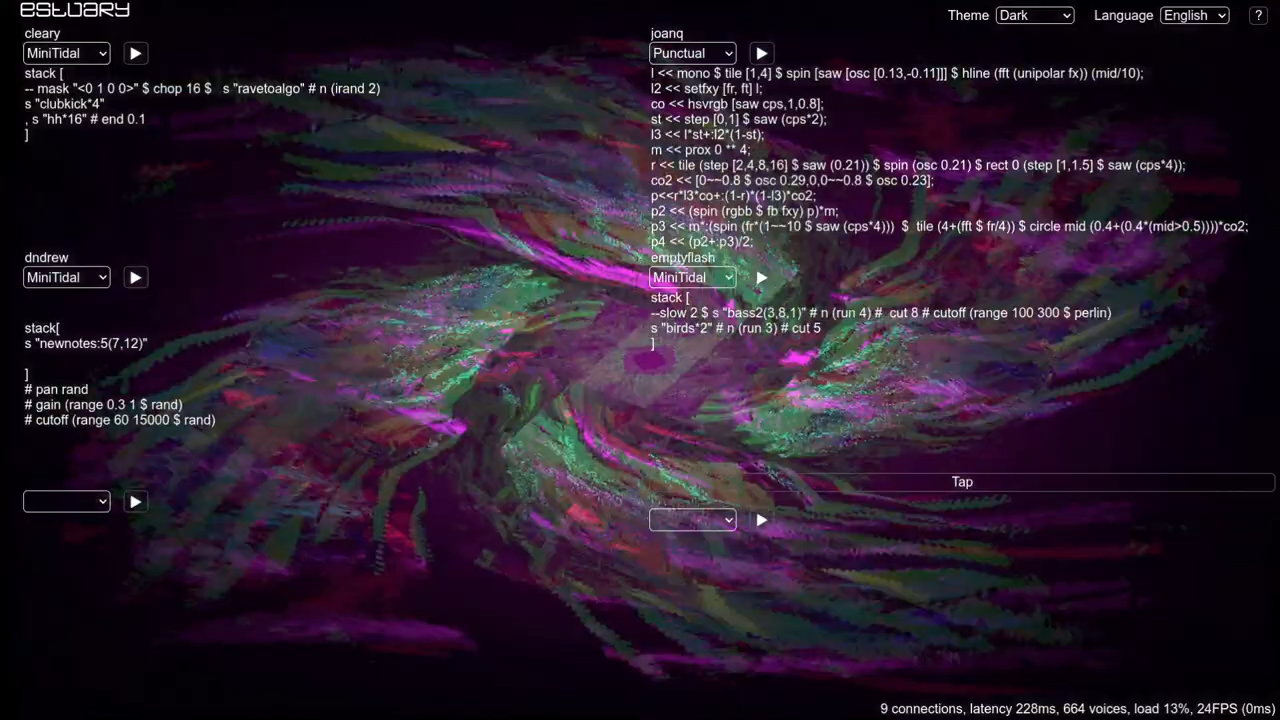 estuary
Theme Dark Language English ?
cleary
MiniTidal
stack [
-- mask "<0 1 0 0>" $ chop 16 $   s "ravetoalgo" # n (irand 2)
s "clubkick*4"
, s "hh*16" # end 0.1
]
joanq
Punctual
l << mono $ tile [1,4] $ spin [saw [osc [0.13,-0.11]]] $ hline (fft (unipolar fx)) (mid/10);
l2 << setfxy [fr, ft] l;
co << hsvrgb [saw cps,1,0.8];
st << step [0,1] $ saw (cps*2);
l3 << l*st+:l2*(1-st);
m << prox 0 ** 4;
r << tile (step [2,4,8,16] $ saw (0.21)) $ spin (osc 0.21) $ rect 0 (step [1,1.5] $ saw (cps*4));
co2 << [0~~0.8 $ osc 0.29,0,0~~0.8 $ osc 0.23];
p<<r*l3*co+:(1-r)*(1-l3)*co2;
p2 << (spin (rgbb $ fb fxy) p)*m;
p3 << m*:(spin (fr*(1~~10 $ saw (cps*4)))  $  tile (4+(fft $ fr/4)) $ circle mid (0.4+(0.4*(mid>0.5))))*co2;
p4 << (p2+:p3)/2;
dndrew
MiniTidal
stack[
s "newnotes:5(7,12)"
]
# pan rand
# gain (range 0.3 1 $ rand)
# cutoff (range 60 15000 $ rand)
emptyflash
MiniTidal
stack [
--slow 2 $ s "bass2(3,8,1)" # n (run 4) #  cut 8 # cutoff (range 100 300 $ perlin)
s "birds*2" # n (run 3) # cut 5
]
Tap
9 connections, latency 228ms, 664 voices, load 13%, 24FPS (0ms)